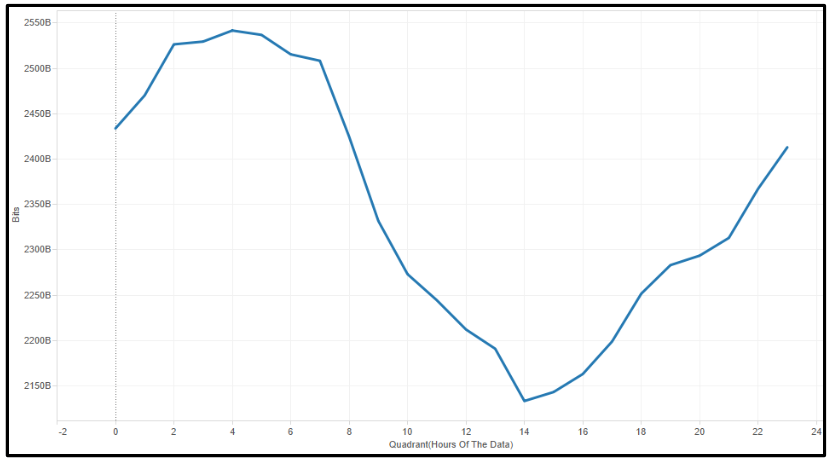 2550B
2500B
2450B
2400B
2350B
2300B
2250B
2200B
2150B
Bits
-2 0 2 4 6 8 10 12 14 16 18 20 22 24
Quadrant(Hours Of The Data)